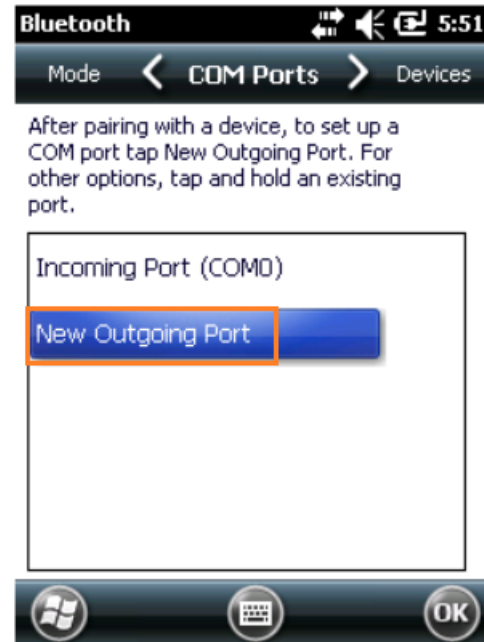 Bluetooth 5:51
Mode COM Ports Devices
After pairing with a device, to set up a
COM port tap New Outgoing Port. For
other options, tap and hold an existing
port.
Incoming Port (COM0)
New Outgoing Port
OK